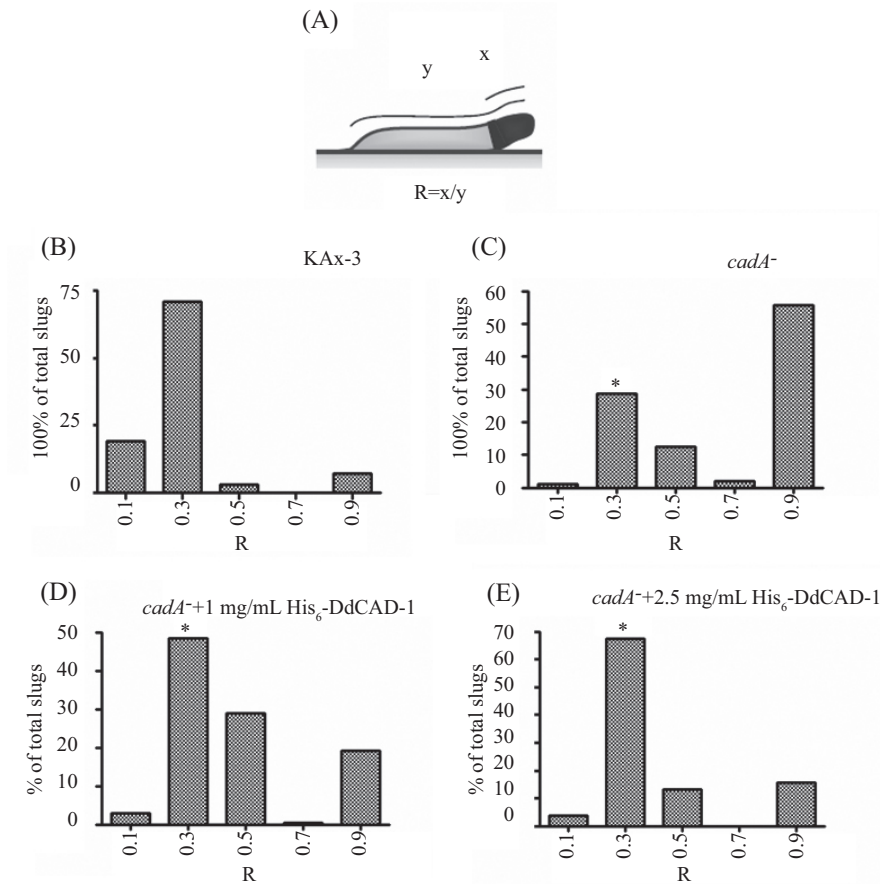 (A)
x
y
R=x/y
(B)
KAx-3
100% of total slugs
75
50
25
0
0.1
0.3
0.5
0.7
0.9
R
(C)
cadA-
100% of total slugs
60
50
40
30
20
10
0
*
0.1
0.3
0.5
0.7
0.9
R
(D)
cadA-+1 mg/mL His6-DdCAD-1
% of total slugs
50
40
30
20
10
0
*
0.1
0.3
0.5
0.7
0.9
R
(E)
cadA-+2.5 mg/mL His6-DdCAD-1
% of total slugs
70
60
50
40
30
20
10
0
*
0.1
0.3
0.5
0.7
0.9
R